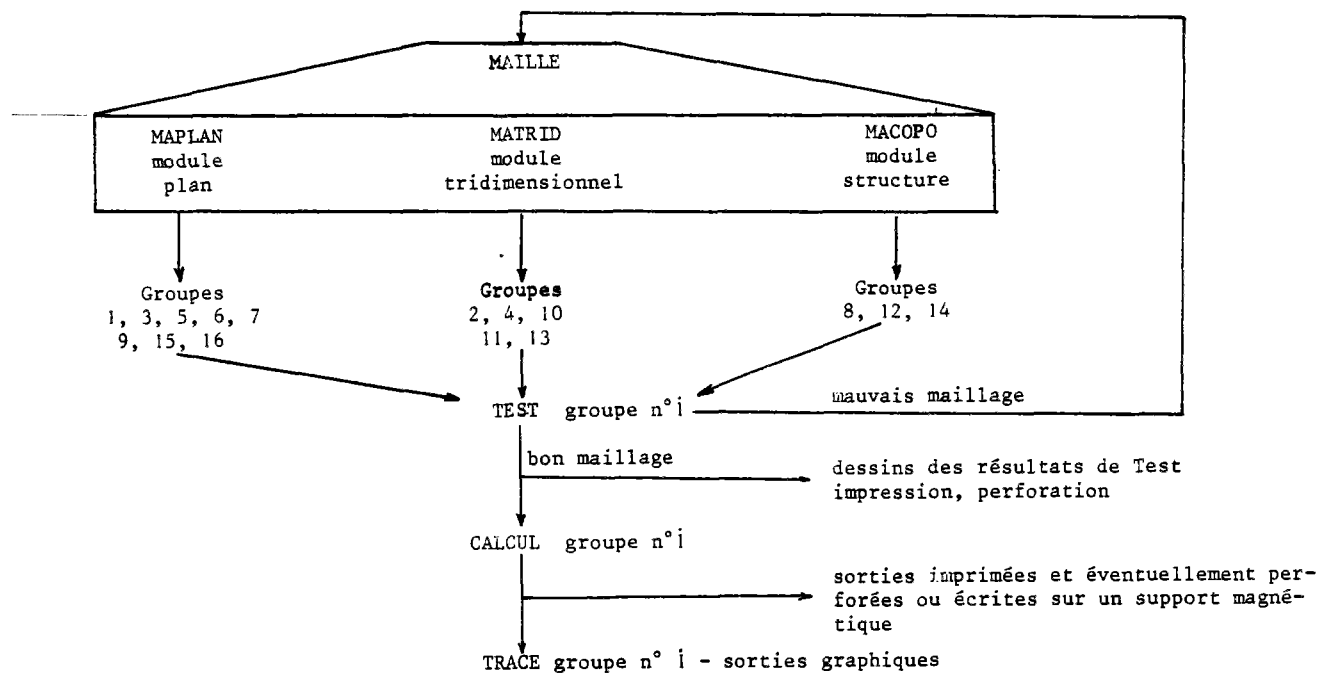 MAILLE
MAPLAN
module
plan
MATRID
module
tridimensionnel
MACOPO
module
structure
Groupes
1, 3, 5, 6, 7
9, 15, 16
Groupes
2, 4, 10
11, 13
Groupes
8, 12, 14
TEST groupe n° i
mauvais maillage
bon maillage
dessins des résultats de Test
impression, perforation
CALCUL groupe n° i
sorties imprimées et éventuellement per-
forées ou écrites sur un support magné-
tique
TRACE groupe n° i - sorties graphiques